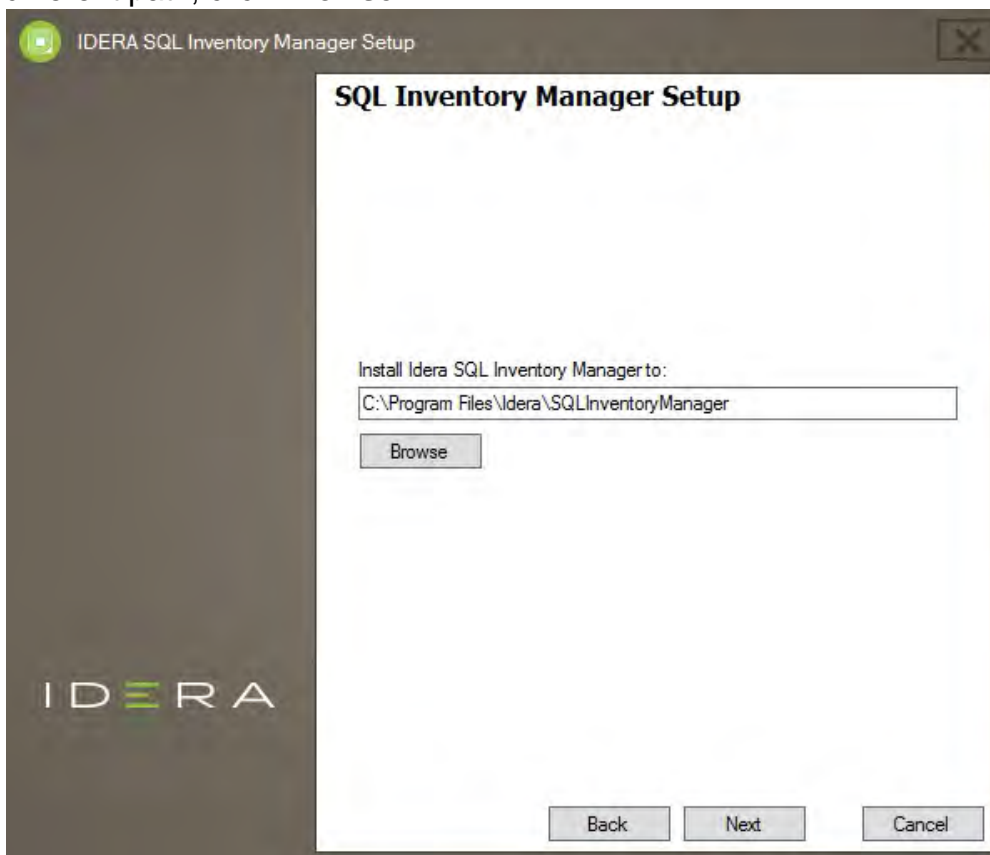 IDERA SQL Inventory Manager Setup
SQL Inventory Manager Setup
Install Idera SQL Inventory Manager to:
C:\Program Files\Idera\SQLInventoryManager
Browse
IDERA
Back Next Cancel